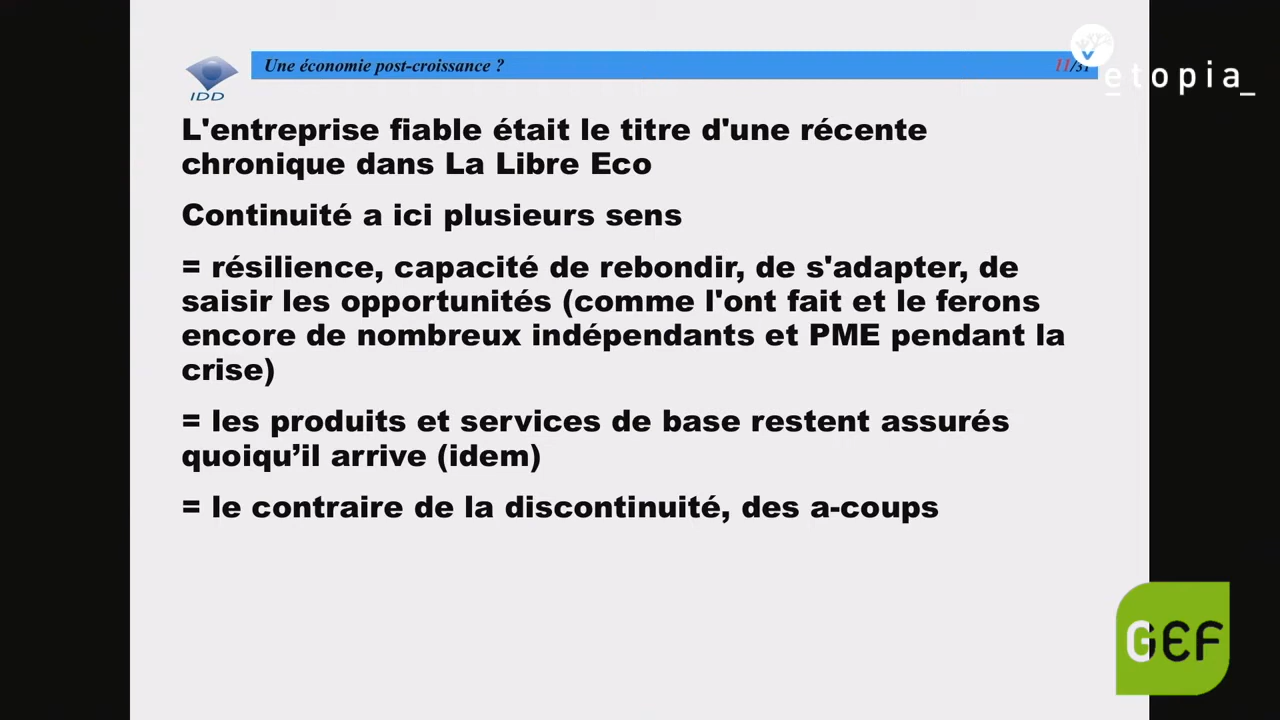 Une économie post-croissance ?
11/31
etopia_
IDD
L'entreprise fiable était le titre d'une récente
chronique dans La Libre Eco
Continuité a ici plusieurs sens
= résilience, capacité de rebondir, de s'adapter, de
saisir les opportunités (comme l'ont fait et le ferons
encore de nombreux indépendants et PME pendant la
crise)
= les produits et services de base restent assurés
quoiqu’il arrive (idem)
= le contraire de la discontinuité, des a-coups
GEF